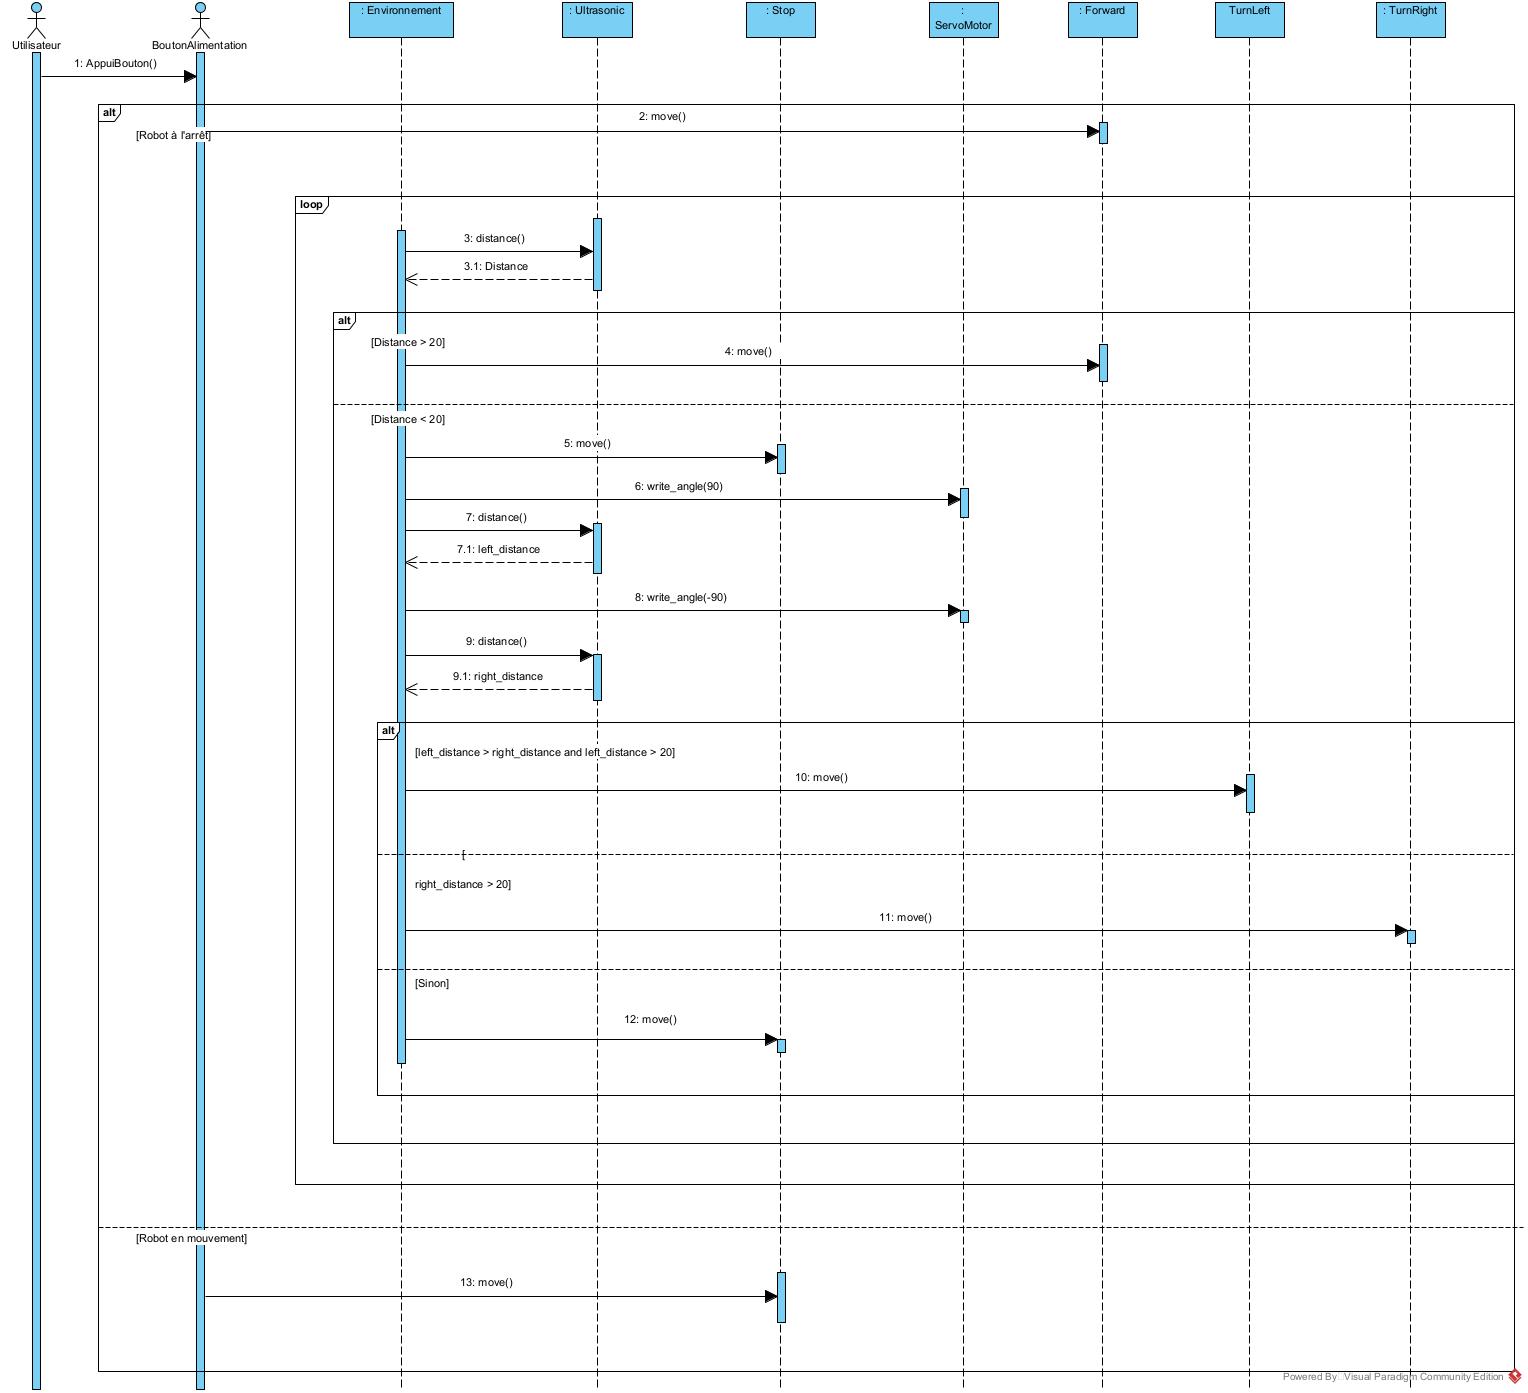 Utilisateur
BoutonAlimentation
: Environnement
: Ultrasonic
: Stop
:
ServoMotor
: Forward
TurnLeft
: TurnRight
1: AppuiBouton()
alt
2: move()
[Robot à l'arrêt]
loop
3: distance()
3.1: Distance
alt
[Distance > 20]
4: move()
[Distance < 20]
5: move()
6: write_angle(90)
7: distance()
7.1: left_distance
8: write_angle(-90)
9: distance()
9.1: right_distance
alt
[left_distance > right_distance and left_distance > 20]
10: move()
[
right_distance > 20]
11: move()
[Sinon]
12: move()
[Robot en mouvement]
13: move()
Powered By Visual Paradigm Community Edition